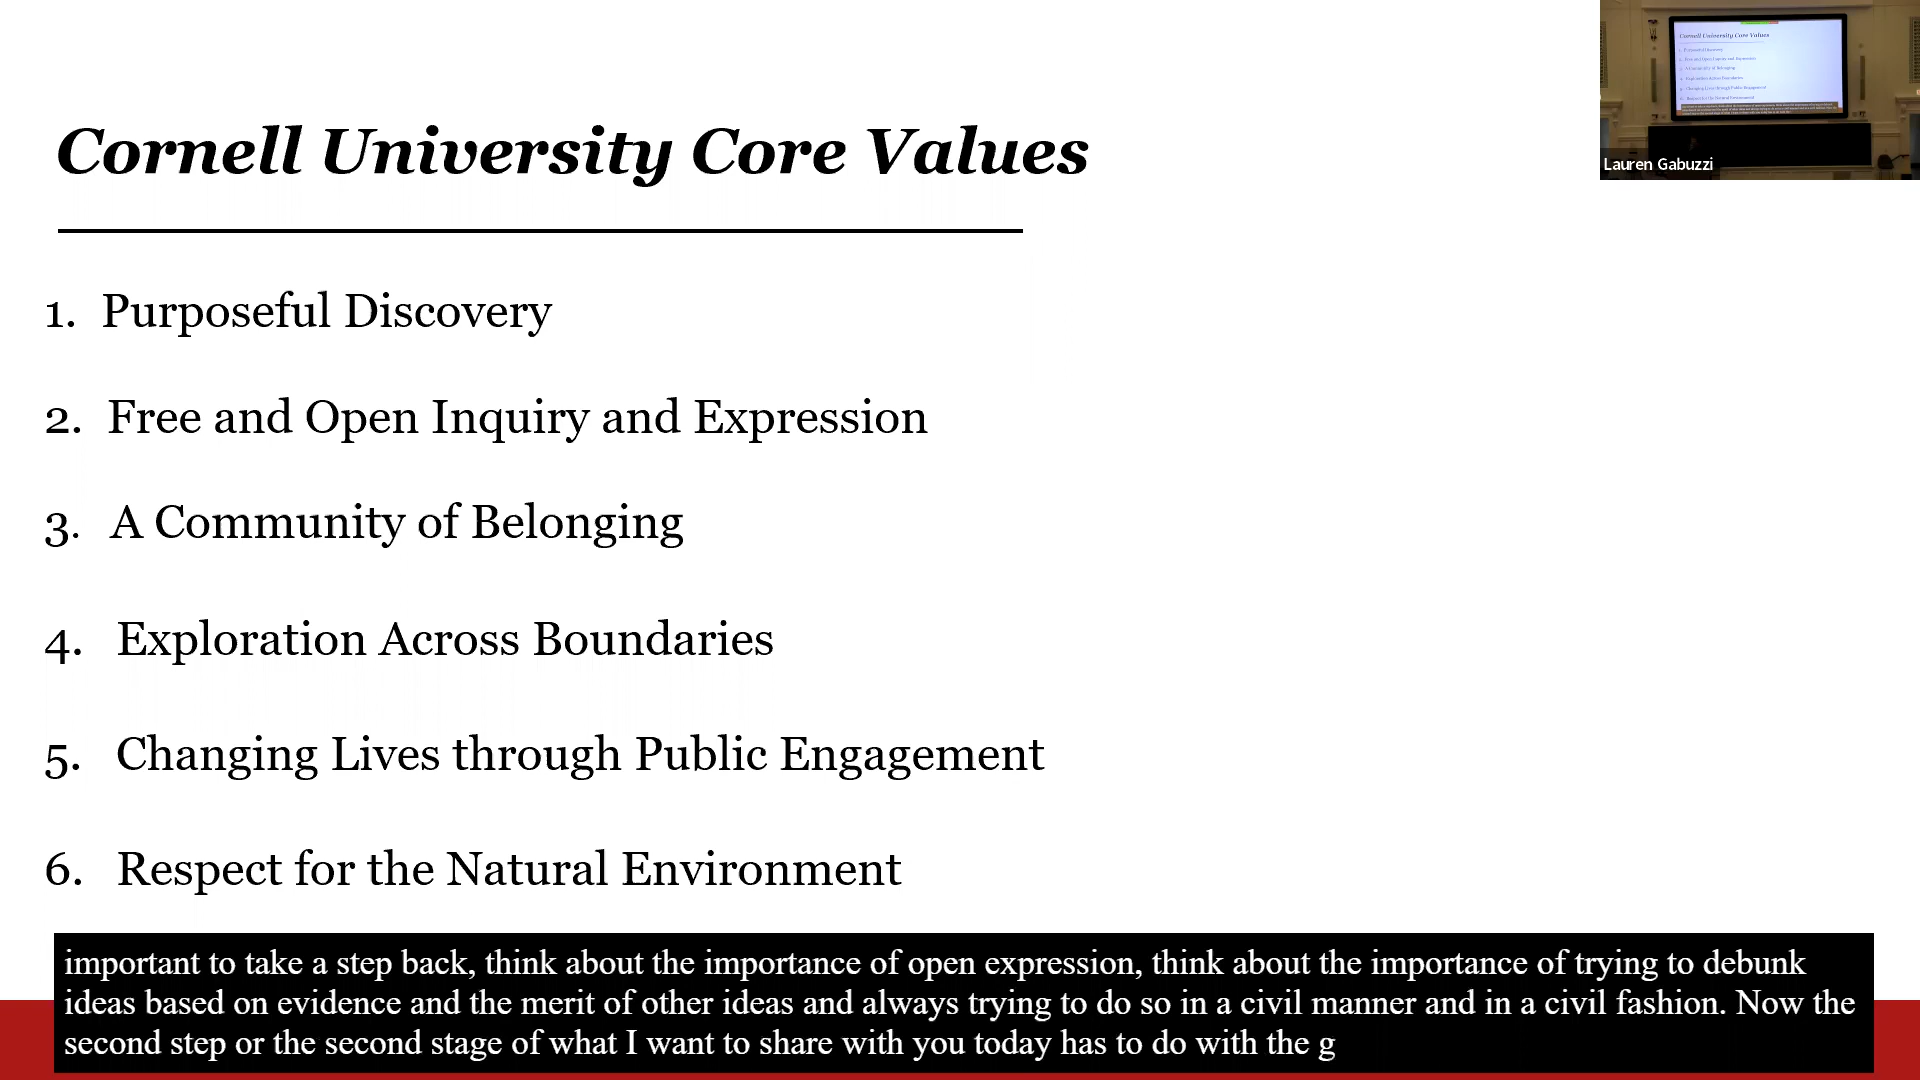 Cornell University Core Values
Lauren Gabuzzi
1. Purposeful Discovery
2. Free and Open Inquiry and Expression
3. A Community of Belonging
4. Exploration Across Boundaries
5. Changing Lives through Public Engagement
6. Respect for the Natural Environment
important to take a step back, think about the importance of open expression, think about the importance of trying to debunk
ideas based on evidence and the merit of other ideas and always trying to do so in a civil manner and in a civil fashion. Now the
second step or the second stage of what I want to share with you today has to do with the g